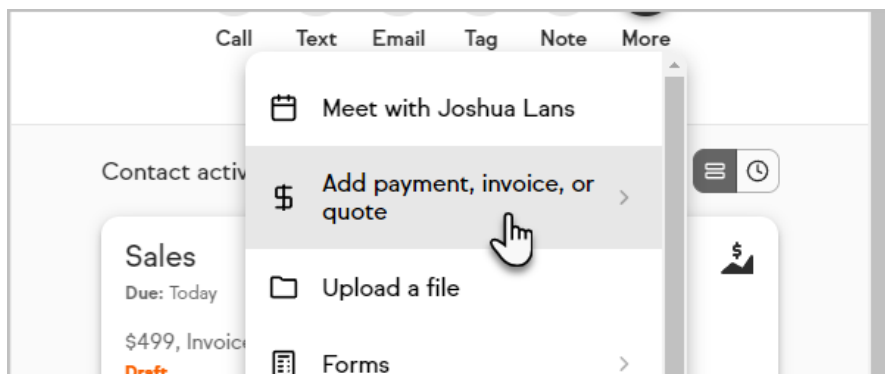 Call Text Email Tag Note More
Meet with Joshua Lans
Contact activ
Add payment, invoice, or
quote
Sales
Due: Today
Upload a file
$499, Invoice
Draft
Forms